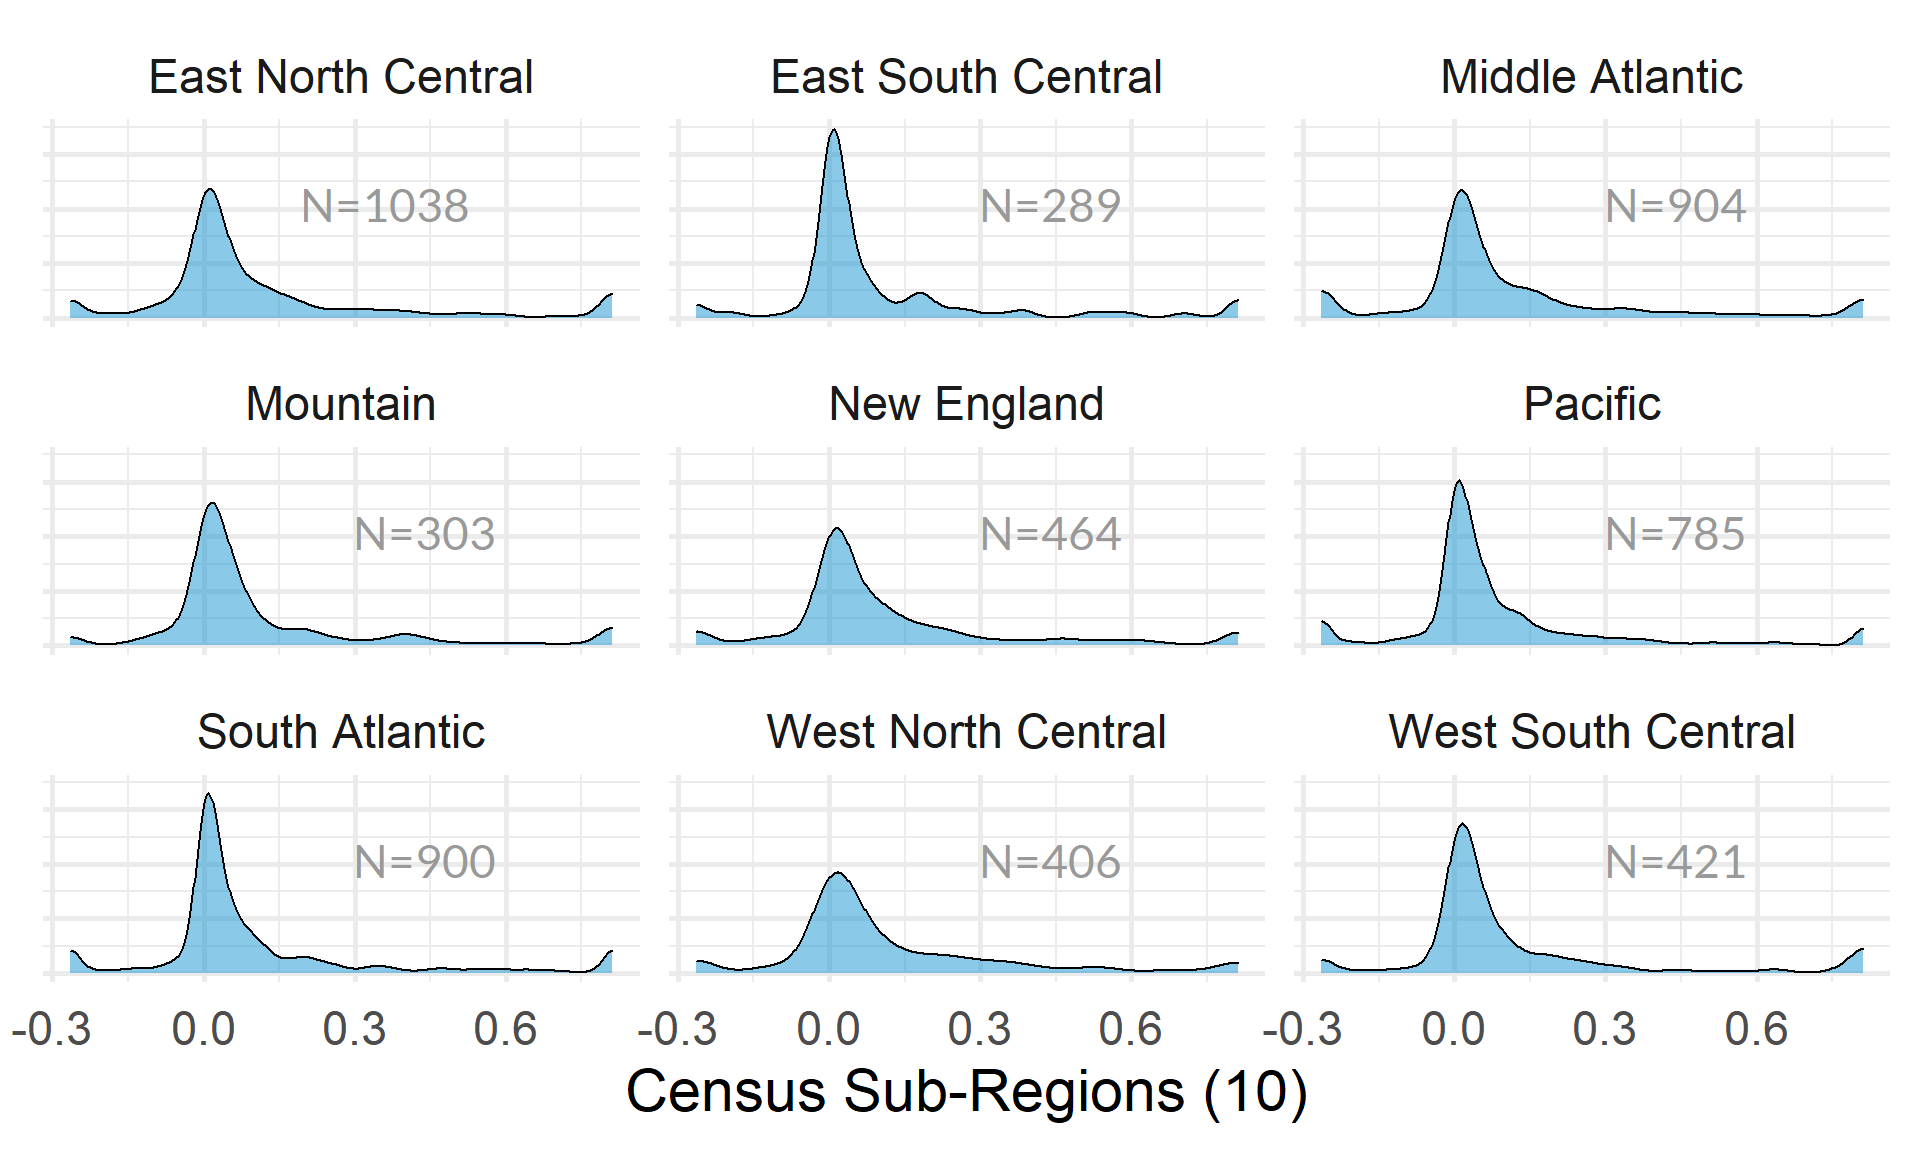 East North Central East South Central Middle Atlantic
N=1038 N=289 N=904
Mountain New England Pacific
N=303 N=464 N=785
South Atlantic West North Central West South Central
N=900 N=406 N=421
-0.3 0.0 0.3 0.6 -0.3 0.0 0.3 0.6 -0.3 0.0 0.3 0.6
Census Sub-Regions (10)